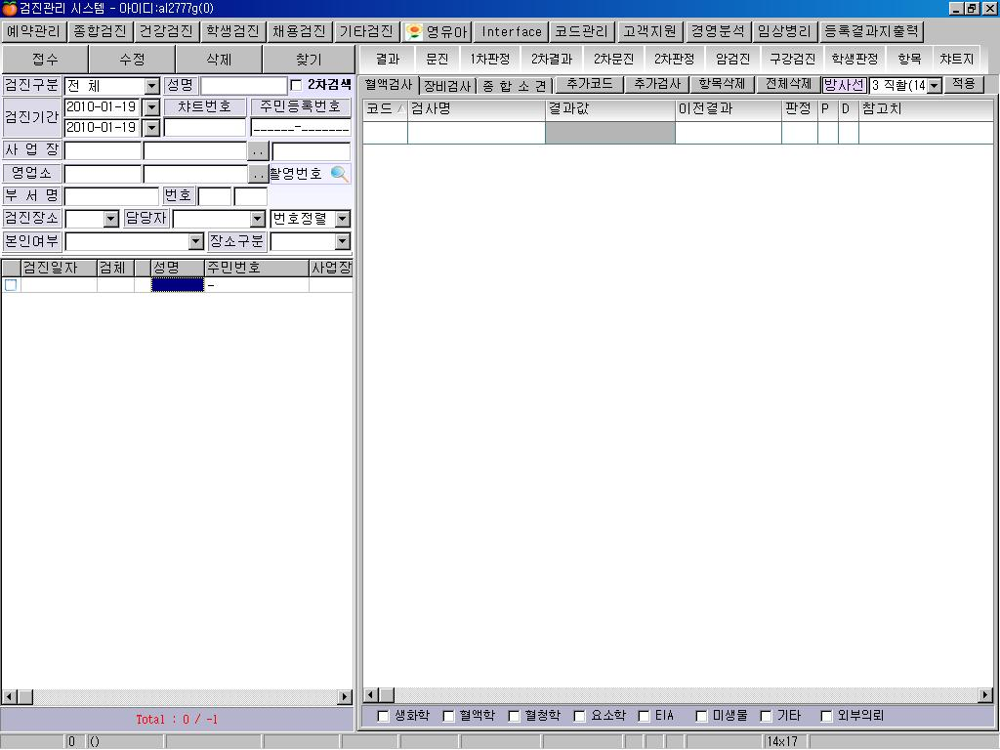 검진관리 시스템 - 아이디:al2777g(0)
예약관리 종합검진 건강검진 학생검진 채용검진 기타검진 영유아 Interface 코드관리 고객지원 경영분석 임상병리 등록결과지출력
접수 수정 삭제 찾기
결과 문진 1차판정 2차결과 2차문진 2차판정 암검진 구강검진 학생판정 항목 챠트지
검진구분 전 체 성명 2차검색
혈액검사 장비검사 종 합 소 견 추가코드 추가검사 항목삭제 전체삭제 방사선 3 직촬(14 적용
검진기간 2010-01-19 챠트번호 주민등록번호
2010-01-19 ______-_______
사 업 장 ..
영업소 .. 촬영번호
부 서 명 번호
검진장소 담당자 번호정렬
본인여부 장소구분
검진일자 검체 성명 주민번호 사업장
-
코드 검사명 결과값 이전결과 판정 P D 참고치
Total : 0 / -1
생화학 혈액학 혈청학 요소학 EIA 미생물 기타 외부의뢰
0 () 14x17